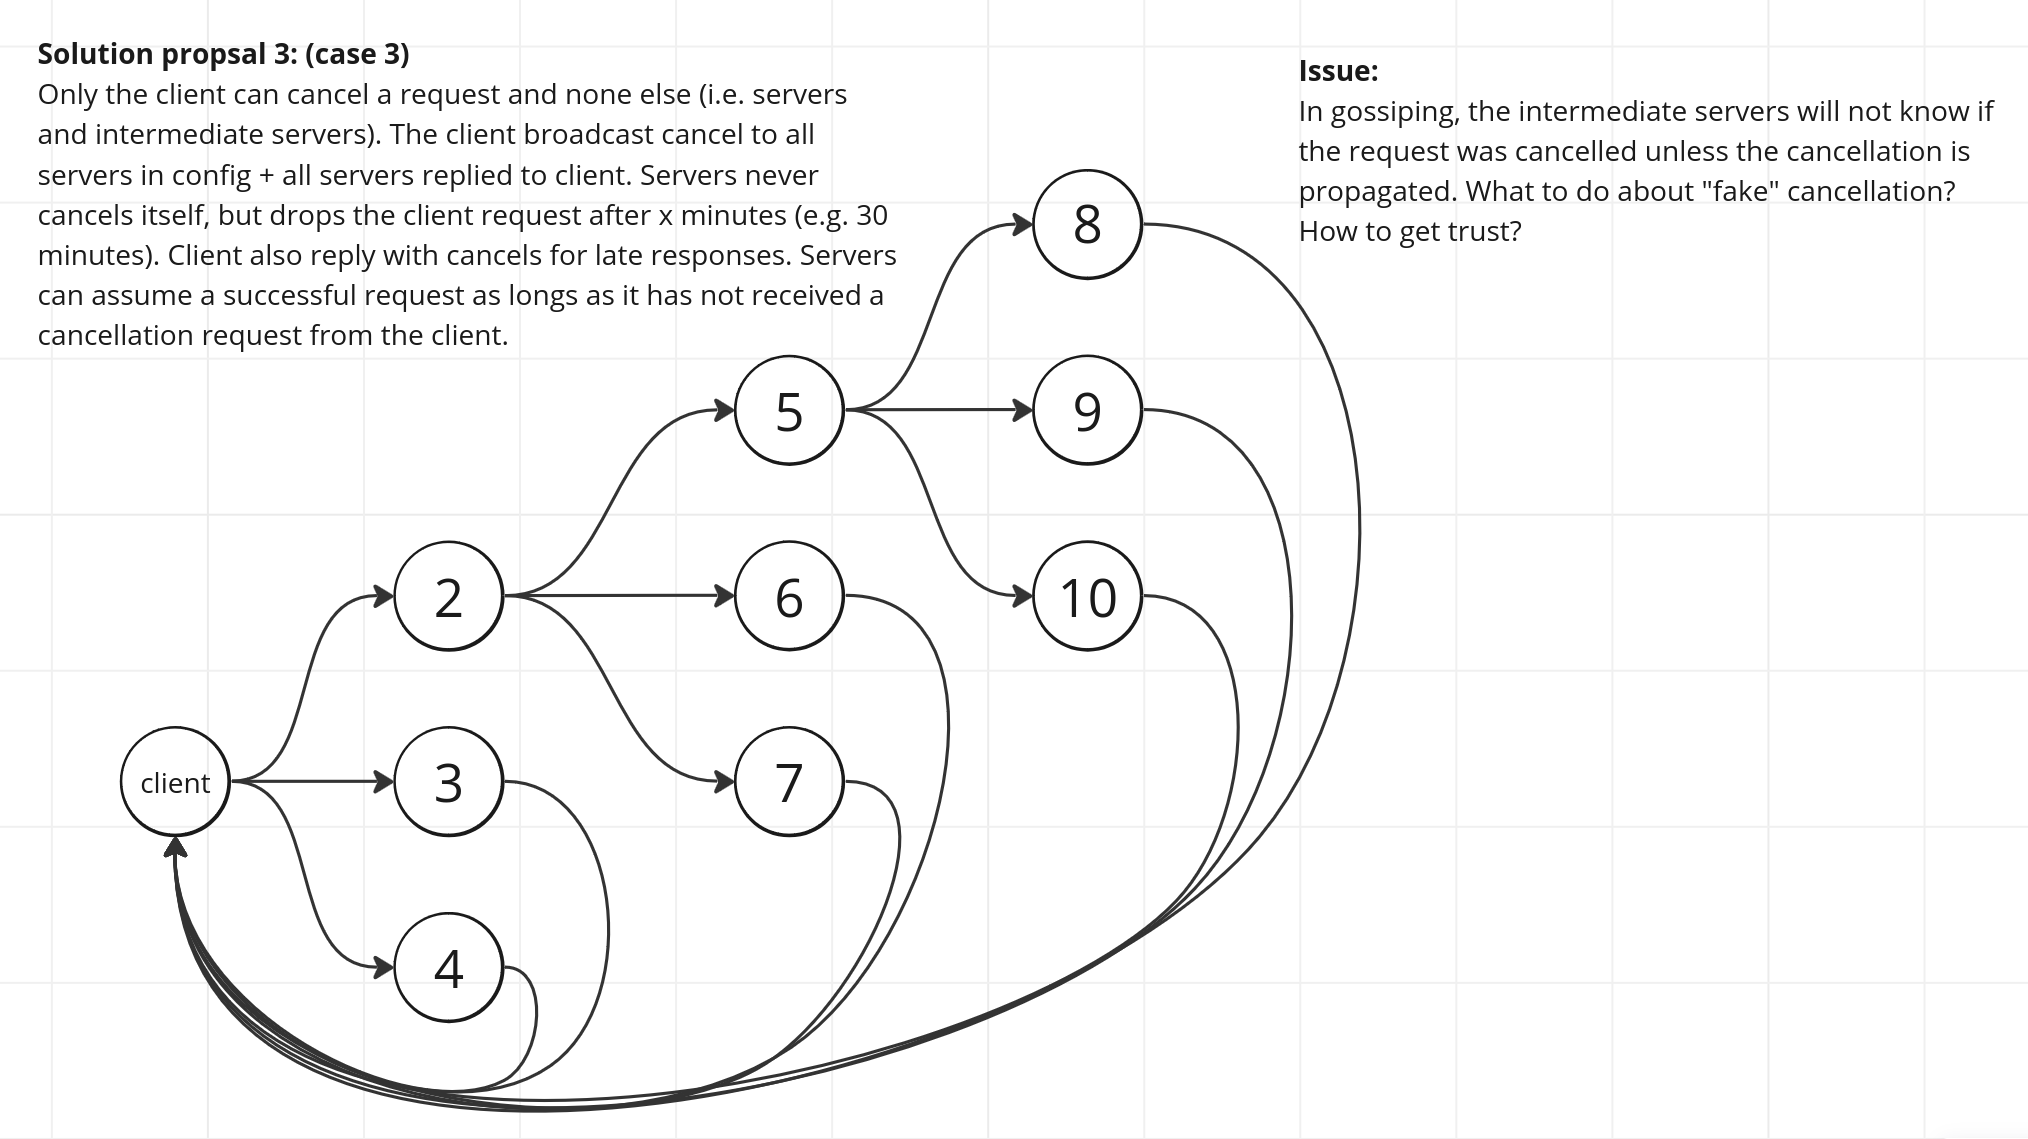 Solution propsal 3: (case 3)
Only the client can cancel a request and none else (i.e. servers
and intermediate servers). The client broadcast cancel to all
servers in config + all servers replied to client. Servers never
cancels itself, but drops the client request after x minutes (e.g. 30
minutes). Client also reply with cancels for late responses. Servers
can assume a successful request as longs as it has not received a
cancellation request from the client.
Issue:
In gossiping, the intermediate servers will not know if
the request was cancelled unless the cancellation is
propagated. What to do about "fake" cancellation?
How to get trust?
8
5
9
2
6
10
client
3
7
4